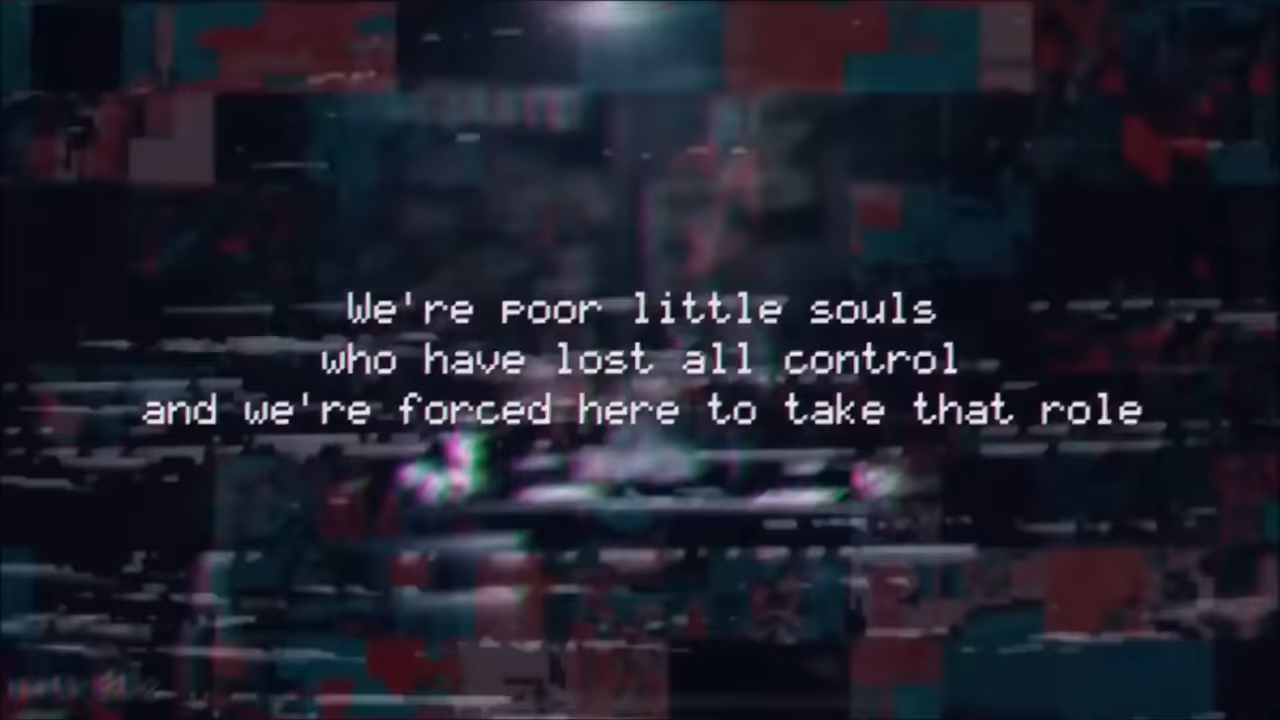 We're poor little souls
who have lost all control
and we're forced here to take that role